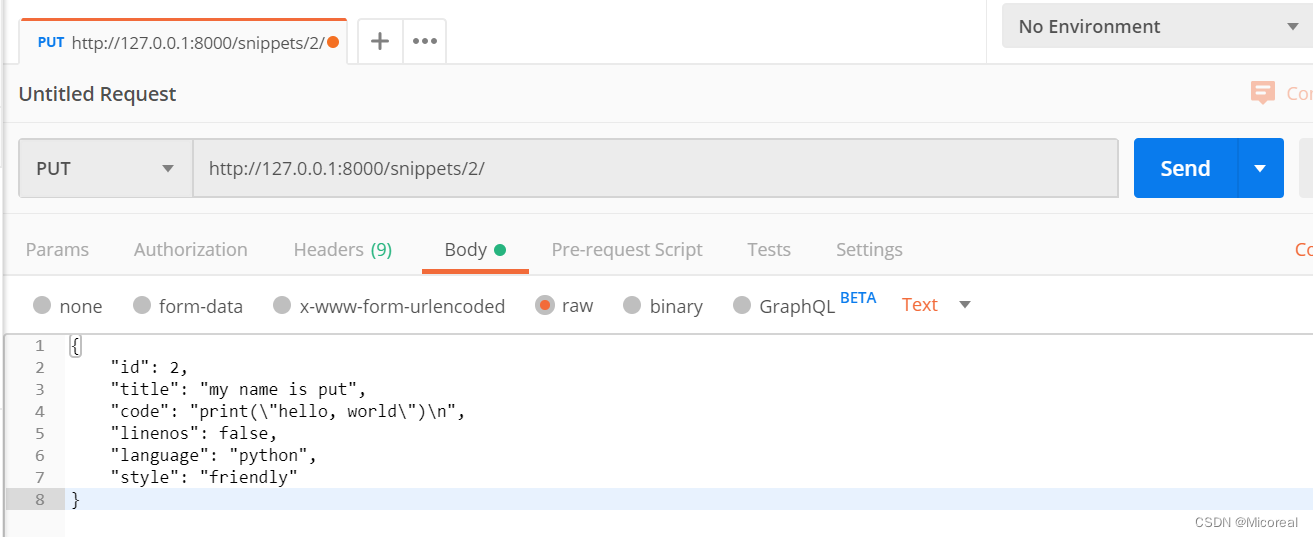 PUT http://127.0.0.1:8000/snippets/2/
No Environment
Untitled Request
PUT http://127.0.0.1:8000/snippets/2/ Send
Params Authorization Headers (9) Body Pre-request Script Tests Settings
none form-data x-www-form-urlencoded raw binary GraphQL BETA Text
1 {
2 "id": 2,
3 "title": "my name is put",
4 "code": "print(\"hello, world\")\n",
5 "linenos": false,
6 "language": "python",
7 "style": "friendly"
8 }
CSDN @Micoreal